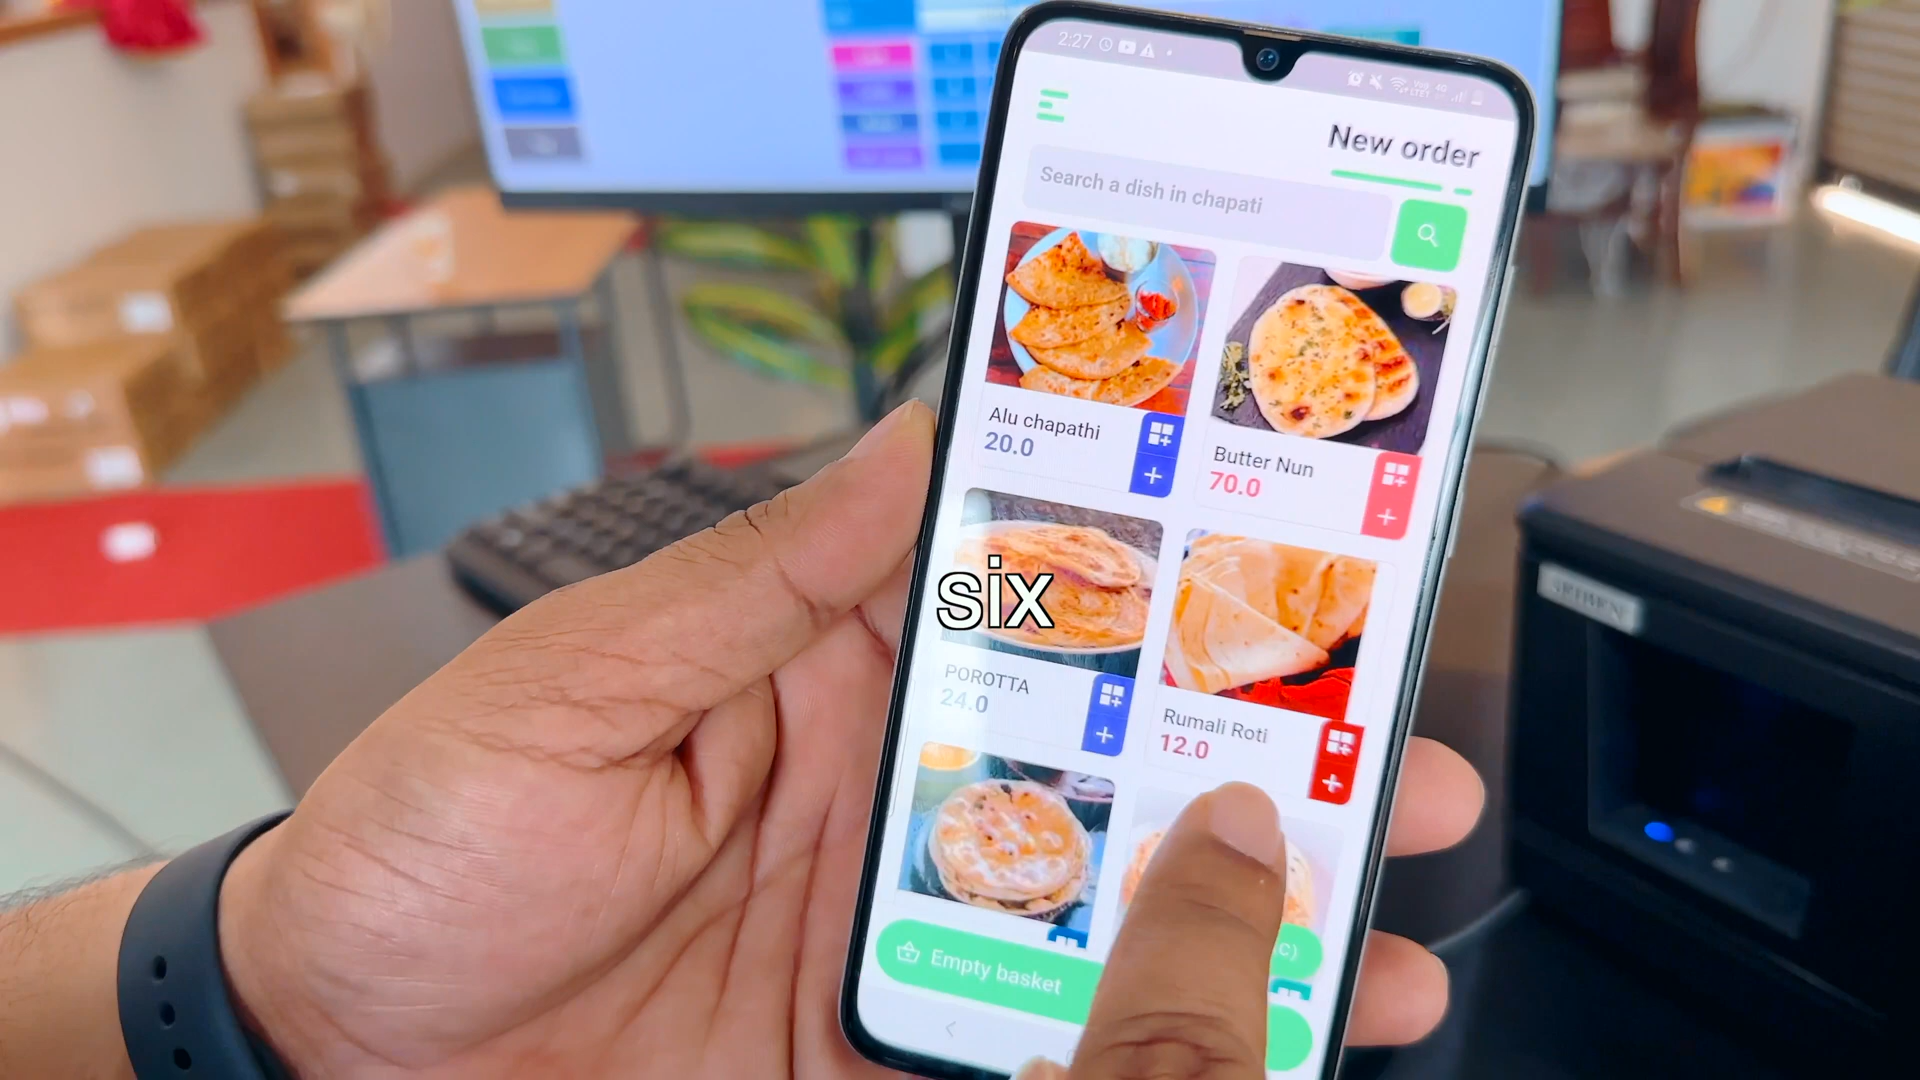 2:27
New order
Search a dish in chapati
Alu chapathi
20.0
Butter Nun
70.0
six
POROTTA
24.0
Rumali Roti
12.0
Empty basket